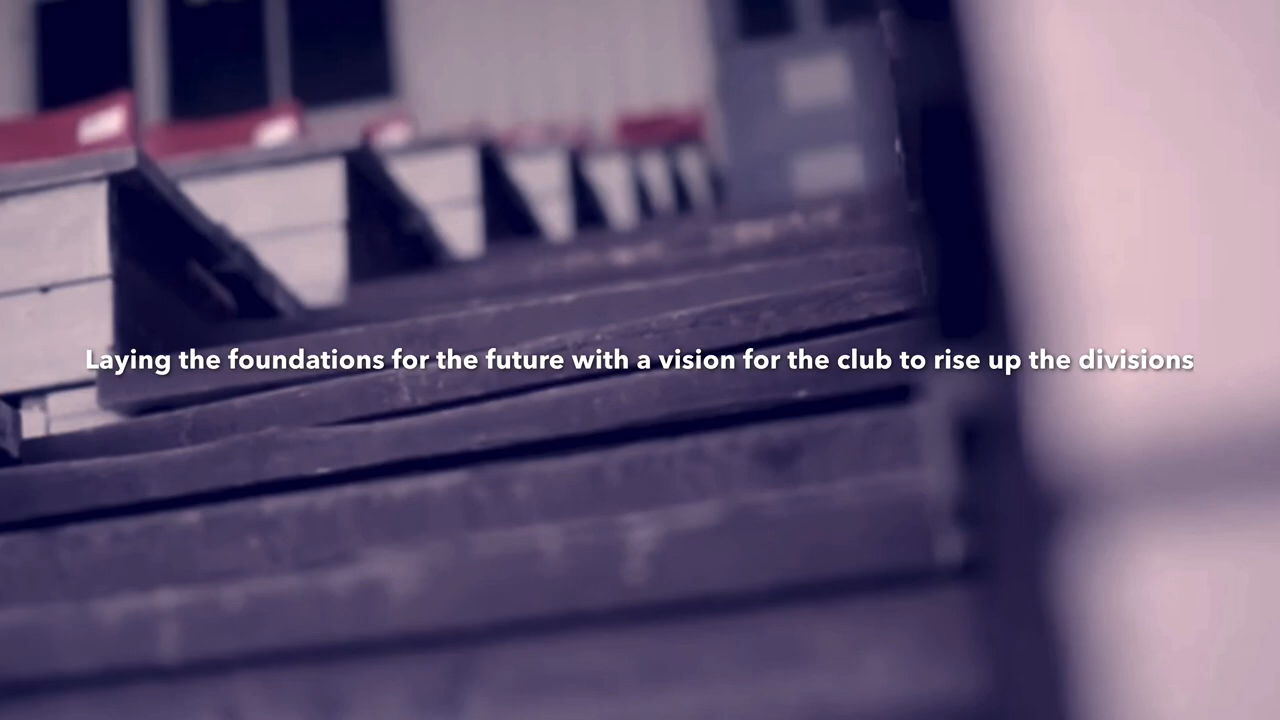 Laying the foundations for the future with a vision for the club to rise up the divisions